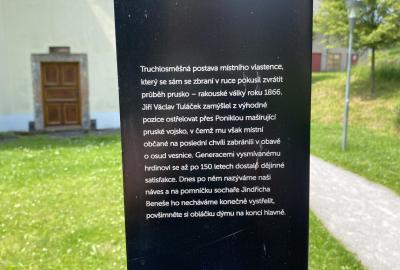 Truchlosměšná postava místního vlastence,
který se sám se zbraní v ruce pokusil zvrátit
průběh prusko – rakouské války roku 1866.
Jiří Václav Tuláček zamýšlel z výhodné
pozice ostřelovat přes Poniklou mašírující
pruské vojsko, v čemž mu však místní
občané na poslední chvíli zabránili v obavě
o osud vesnice. Generacemi vysmívanému
hrdinovi se až po 150 letech dostalo dějinné
satisfakce. Dnes po něm nazýváme naši
náves a na pomníčku sochaře Jindřicha
Beneše ho necháváme konečně vystřelit,
povšimněte si obláčku dýmu na konci hlavně.